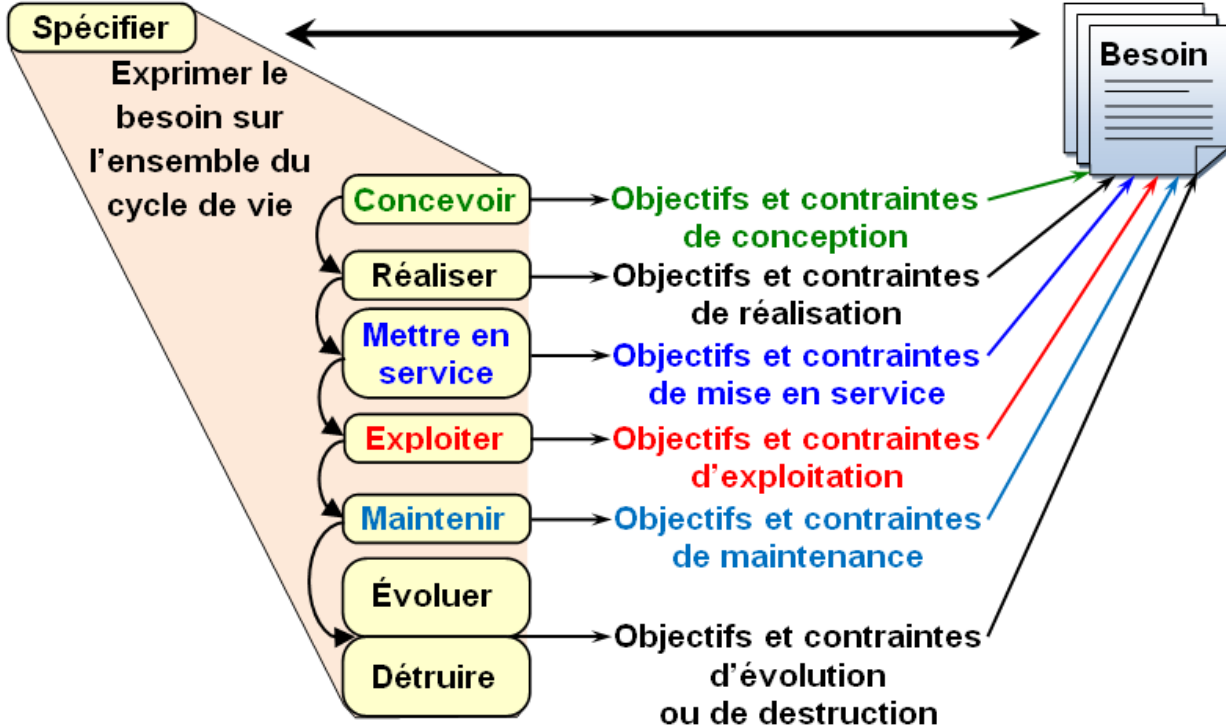 Spécifier
Besoin
Exprimer le
besoin sur
l'ensemble du
cycle de vie
Concevoir
Objectifs et contraintes
de conception
Réaliser
Objectifs et contraintes
de réalisation
Mettre en
service
Objectifs et contraintes
de mise en service
Exploiter
Objectifs et contraintes
d'exploitation
Maintenir
Objectifs et contraintes
de maintenance
Évoluer
Détruire
Objectifs et contraintes
d'évolution
ou de destruction